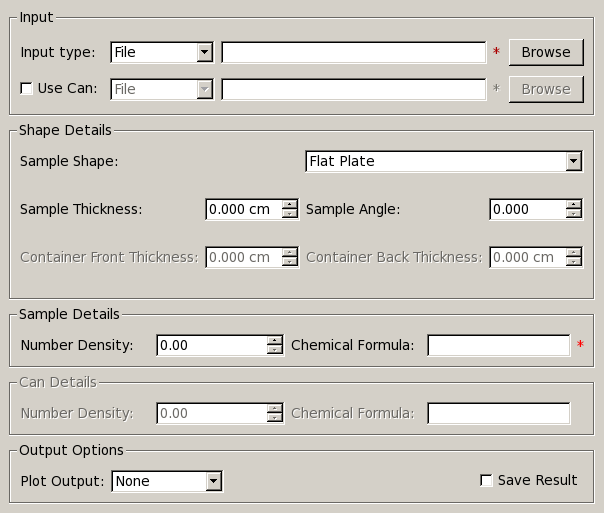 Input
Input type: File * Browse
Use Can: File * Browse
Shape Details
Sample Shape: Flat Plate
Sample Thickness: 0.000 cm Sample Angle: 0.000
Container Front Thickness: 0.000 cm Container Back Thickness: 0.000 cm
Sample Details
Number Density: 0.00 Chemical Formula: *
Can Details
Number Density: 0.00 Chemical Formula:
Output Options
Plot Output: None Save Result